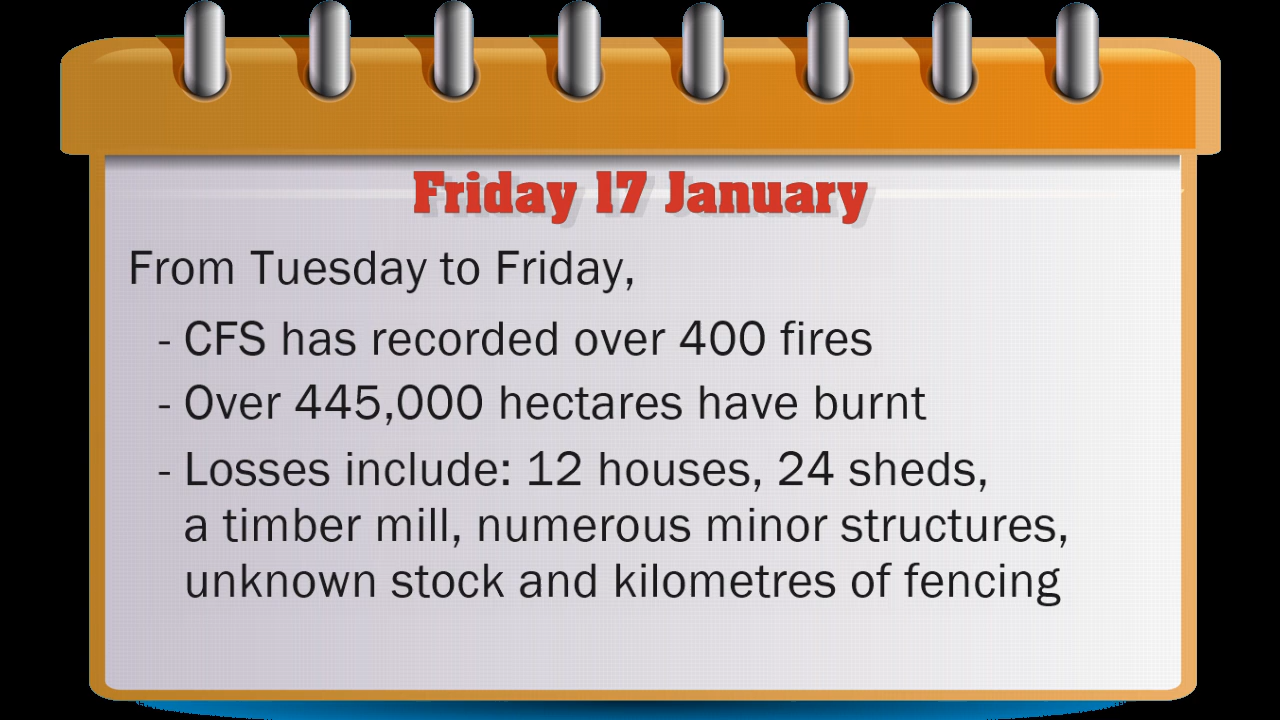 Friday 17 January
From Tuesday to Friday,
- CFS has recorded over 400 fires
- Over 445,000 hectares have burnt
- Losses include: 12 houses, 24 sheds,
a timber mill, numerous minor structures,
unknown stock and kilometres of fencing